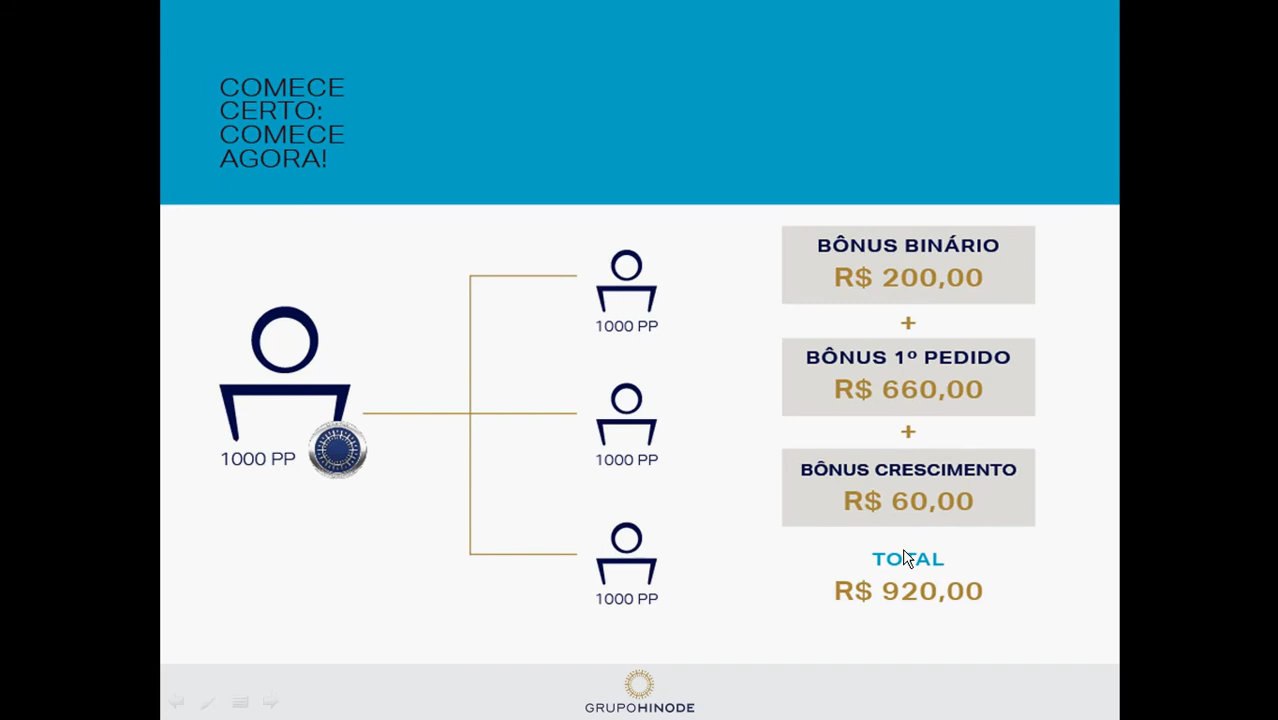 COMECE
CERTO:
COMECE
AGORA!
1000 PP
1000 PP
1000 PP
1000 PP
BÔNUS BINÁRIO
R$ 200,00
+
BÔNUS 1º PEDIDO
R$ 660,00
+
BÔNUS CRESCIMENTO
R$ 60,00
TOTAL
R$ 920,00
GRUPOHINODE